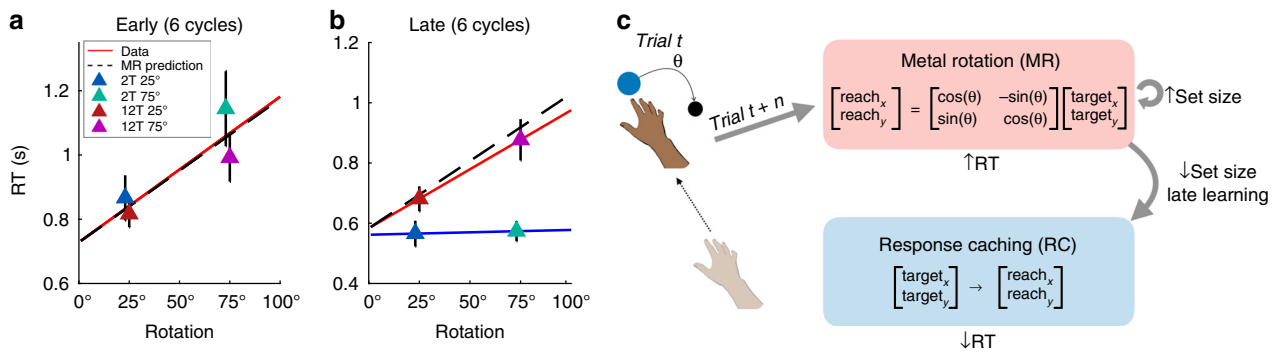 a Early (6 cycles)
Data
MR prediction
2T 25°
2T 75°
12T 25°
12T 75°
1.2
1
0.8
0.6
RT (s)
0° 25° 50° 75° 100°
Rotation
b Late (6 cycles)
1.2
1
0.8
0.6
0.4
0° 25° 50° 75° 100°
Rotation
c
Trial t
θ
Trial t + n
Metal rotation (MR)
[reachx reachy] = [cos(θ) –sin(θ) sin(θ) cos(θ)] [targetx targety]
↑Set size
↑RT
↓Set size
late learning
Response caching (RC)
[targetx targety] → [reachx reachy]
↓RT